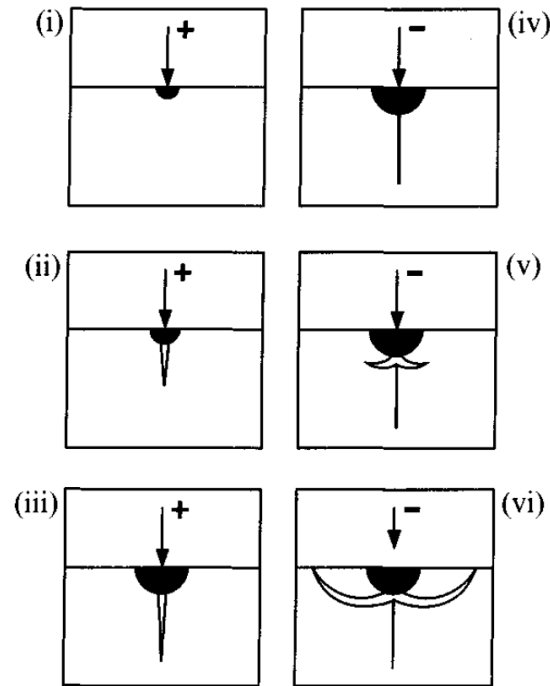 (i) + - (iv)
(ii) + - (v)
(iii) + - (vi)